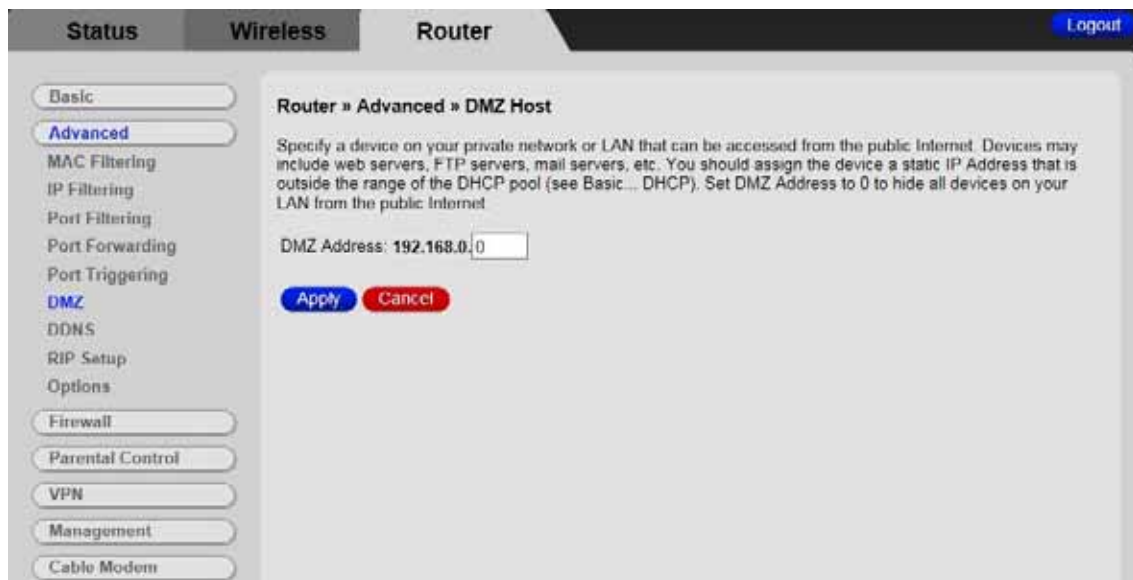 Status
Wireless
Router
Logout
Basic
Advanced
MAC Filtering
IP Filtering
Port Filtering
Port Forwarding
Port Triggering
DMZ
DDNS
RIP Setup
Options
Firewall
Parental Control
VPN
Management
Cable Modem
Router » Advanced » DMZ Host
Specify a device on your private network or LAN that can be accessed from the public Internet. Devices may
include web servers, FTP servers, mail servers, etc. You should assign the device a static IP Address that is
outside the range of the DHCP pool (see Basic... DHCP). Set DMZ Address to 0 to hide all devices on your
LAN from the public Internet
DMZ Address: 192.168.0.0
Apply
Cancel